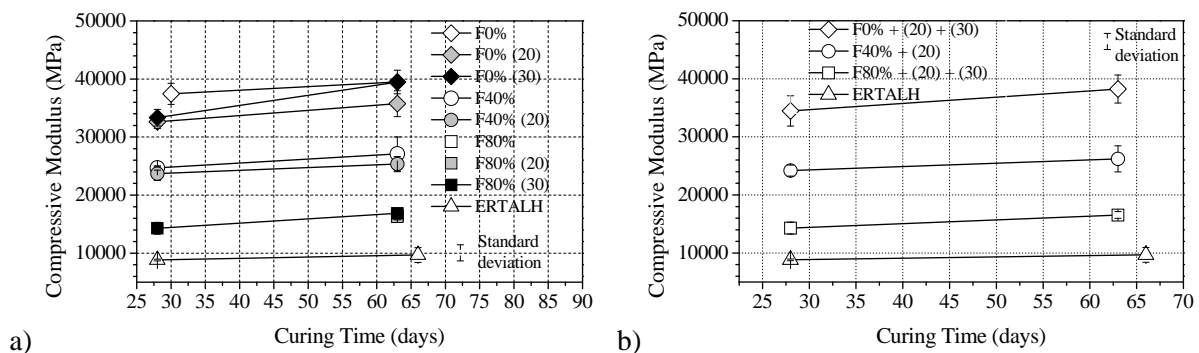 a)
Compressive Modulus (MPa)
50000
40000
30000
20000
10000
25 30 35 40 45 50 55 60 65 70 75 80 85 90
Curing Time (days)
F0%
F0% (20)
F0% (30)
F40%
F40% (20)
F80%
F80% (20)
F80% (30)
ERTALH
Standard
deviation
b)
Compressive Modulus (MPa)
50000
40000
30000
20000
10000
25 30 35 40 45 50 55 60 65 70 75
Curing Time (days)
F0% + (20) + (30)
F40% + (20)
F80% + (20) + (30)
ERTALH
Standard
deviation